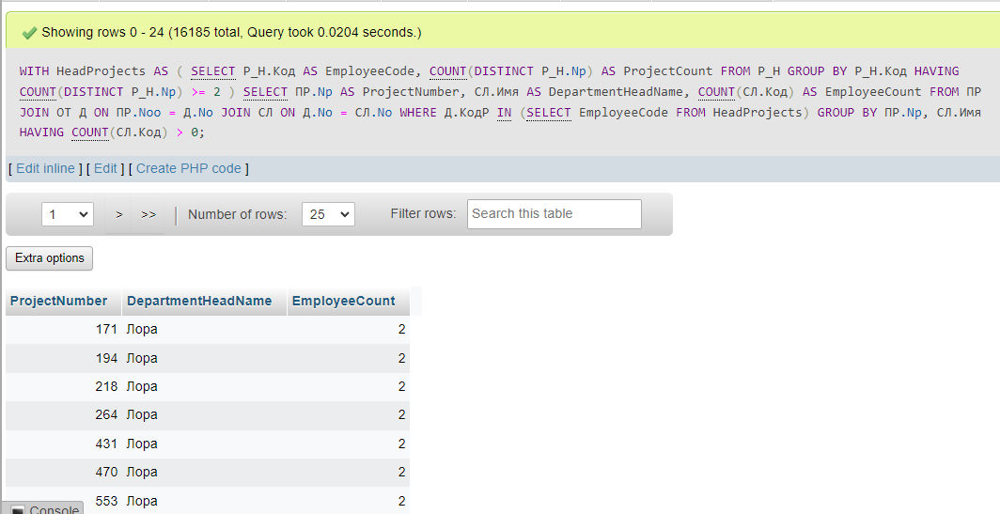 Showing rows 0 - 24 (16185 total, Query took 0.0204 seconds.)
WITH HeadProjects AS ( SELECT Р_Н.Код AS EmployeeCode, COUNT(DISTINCT Р_Н.Np) AS ProjectCount FROM Р_Н GROUP BY Р_Н.Код HAVING
COUNT(DISTINCT Р_Н.Np) >= 2 ) SELECT ПР.Np AS ProjectNumber, СЛ.Имя AS DepartmentHeadName, COUNT(СЛ.Код) AS EmployeeCount FROM ПР
JOIN ОТ Д ON ПР.Noo = Д.No JOIN СЛ ON Д.No = СЛ.No WHERE Д.КодР IN (SELECT EmployeeCode FROM HeadProjects) GROUP BY ПР.Np, СЛ.Имя
HAVING COUNT(СЛ.Код) > 0;
[ Edit inline ] [ Edit ] [ Create PHP code ]
1 > >> Number of rows: 25 Filter rows: Search this table
Extra options
ProjectNumber DepartmentHeadName EmployeeCount
171 Лора 2
194 Лора 2
218 Лора 2
264 Лора 2
431 Лора 2
470 Лора 2
553 Лора 2
Console